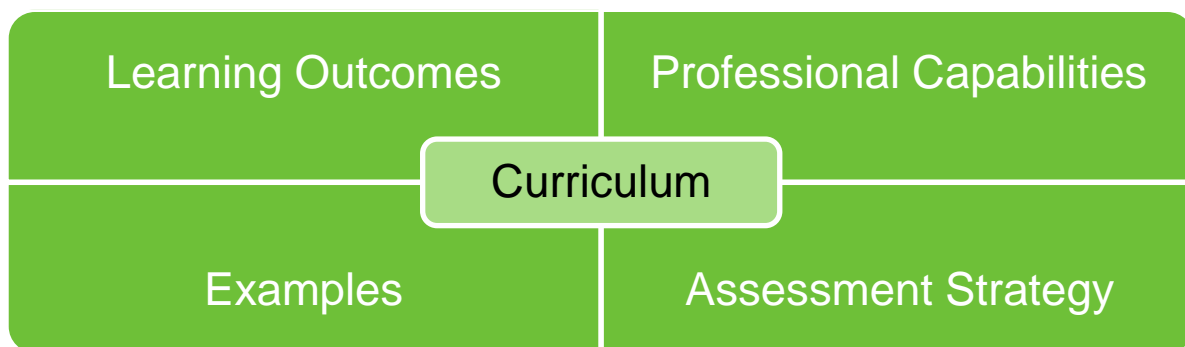 Learning Outcomes
Professional Capabilities
Curriculum
Examples
Assessment Strategy